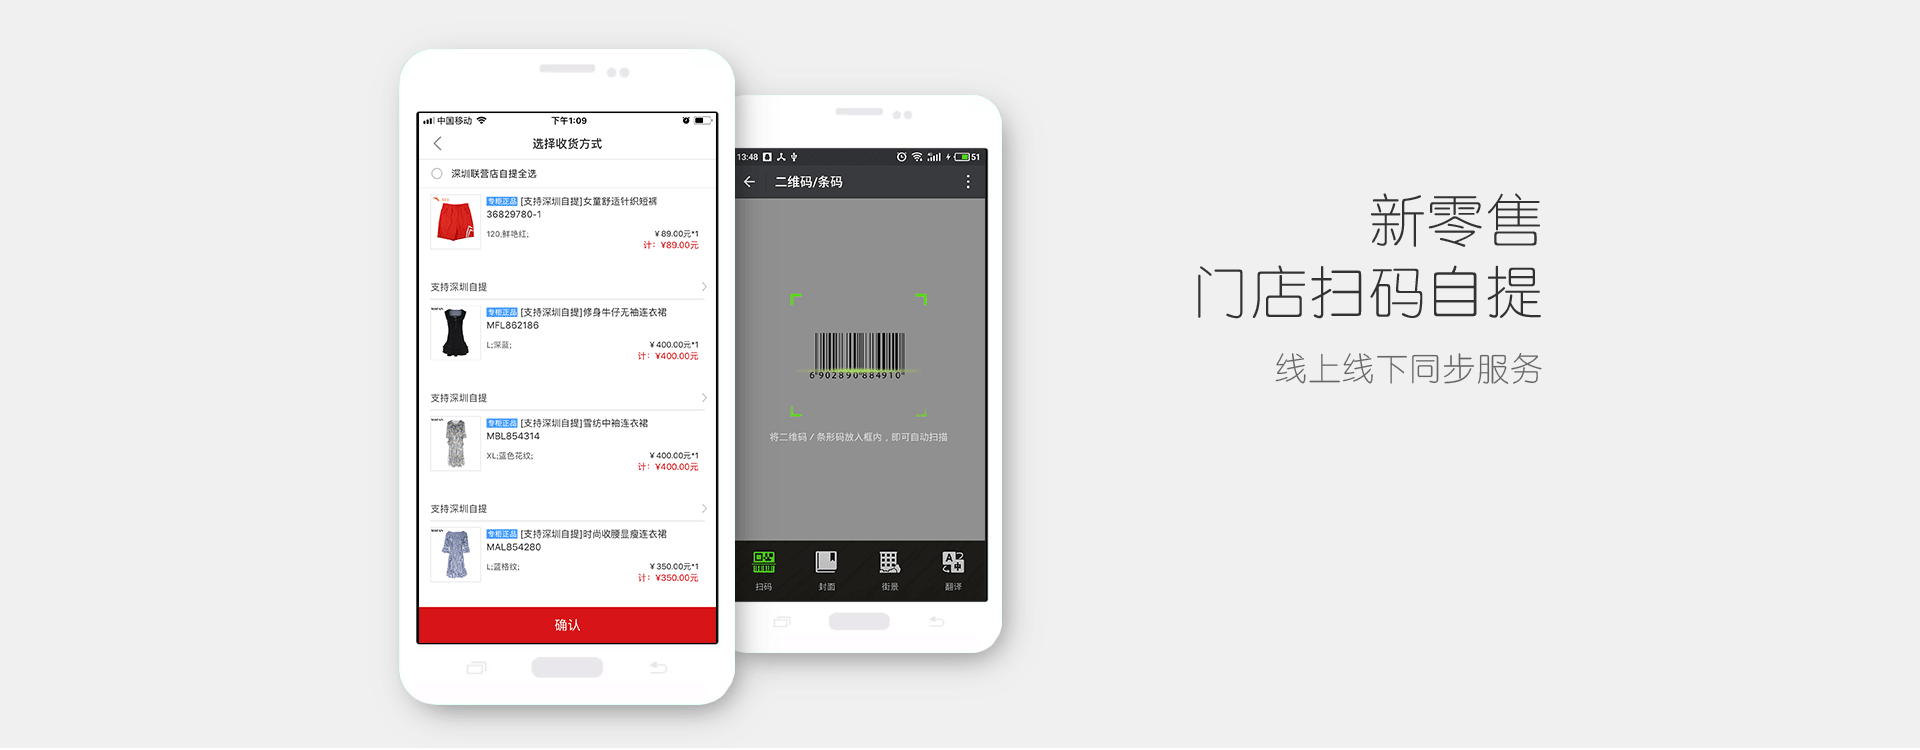 中国移动
下午1:09
选择收货方式
深圳联营店自提全选
专柜正品 [支持深圳自提]女童舒适针织短裤
36829780-1
120;鲜艳红;
¥89.00元*1
计：¥89.00元
支持深圳自提
专柜正品 [支持深圳自提]修身牛仔无袖连衣裙
MFL862186
L;深蓝;
¥400.00元*1
计：¥400.00元
支持深圳自提
专柜正品 [支持深圳自提]雪纺中袖连衣裙
MBL854314
XL;蓝色花纹;
¥400.00元*1
计：¥400.00元
支持深圳自提
专柜正品 [支持深圳自提]时尚收腰显瘦连衣裙
MAL854280
L;蓝格纹;
¥350.00元*1
计：¥350.00元
确认
13:48
51
二维码/条码
6 902890 884910
将二维码 / 条形码放入框内，即可自动扫描
扫码
封面
街景
翻译
新零售
门店扫码自提
线上线下同步服务